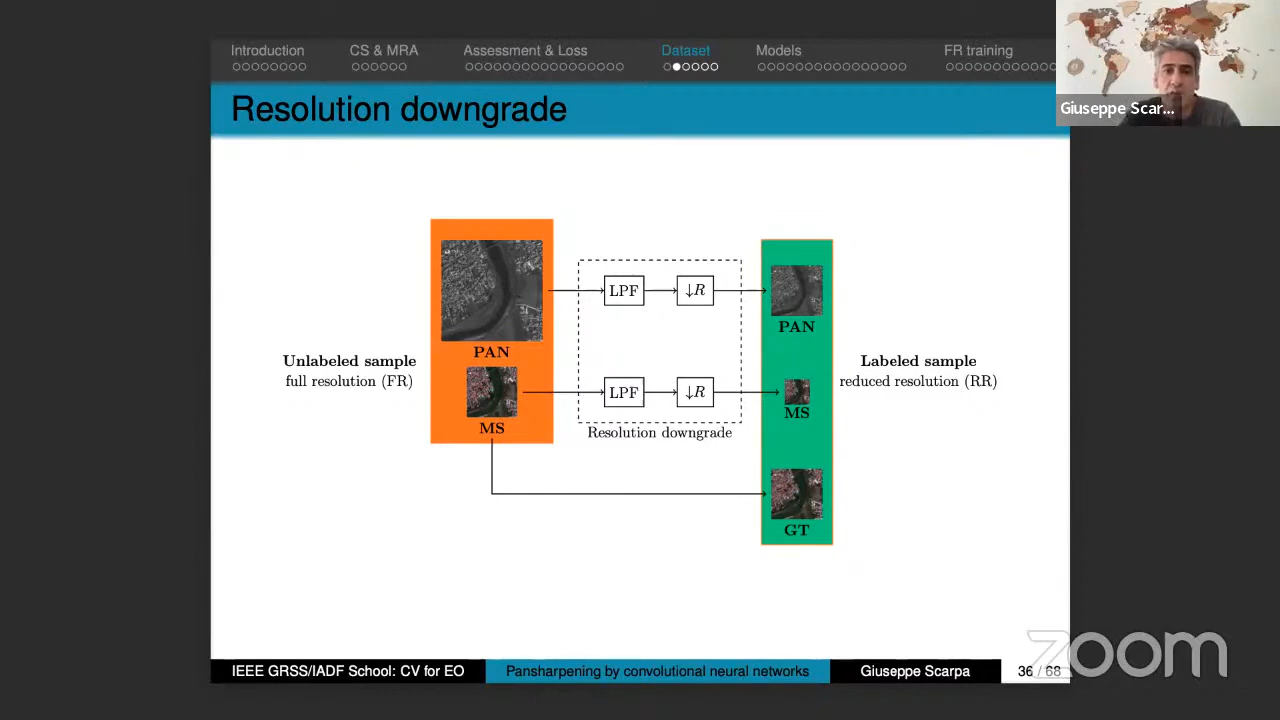 Introduction CS & MRA Assessment & Loss Dataset Models FR training
Giuseppe Scar...
Resolution downgrade
LPF ↓R
PAN
PAN
Unlabeled sample
full resolution (FR)
Labeled sample
reduced resolution (RR)
LPF ↓R
MS
MS
Resolution downgrade
GT
zoom
IEEE GRSS/IADF School: CV for EO Pansharpening by convolutional neural networks Giuseppe Scarpa 36 / 68